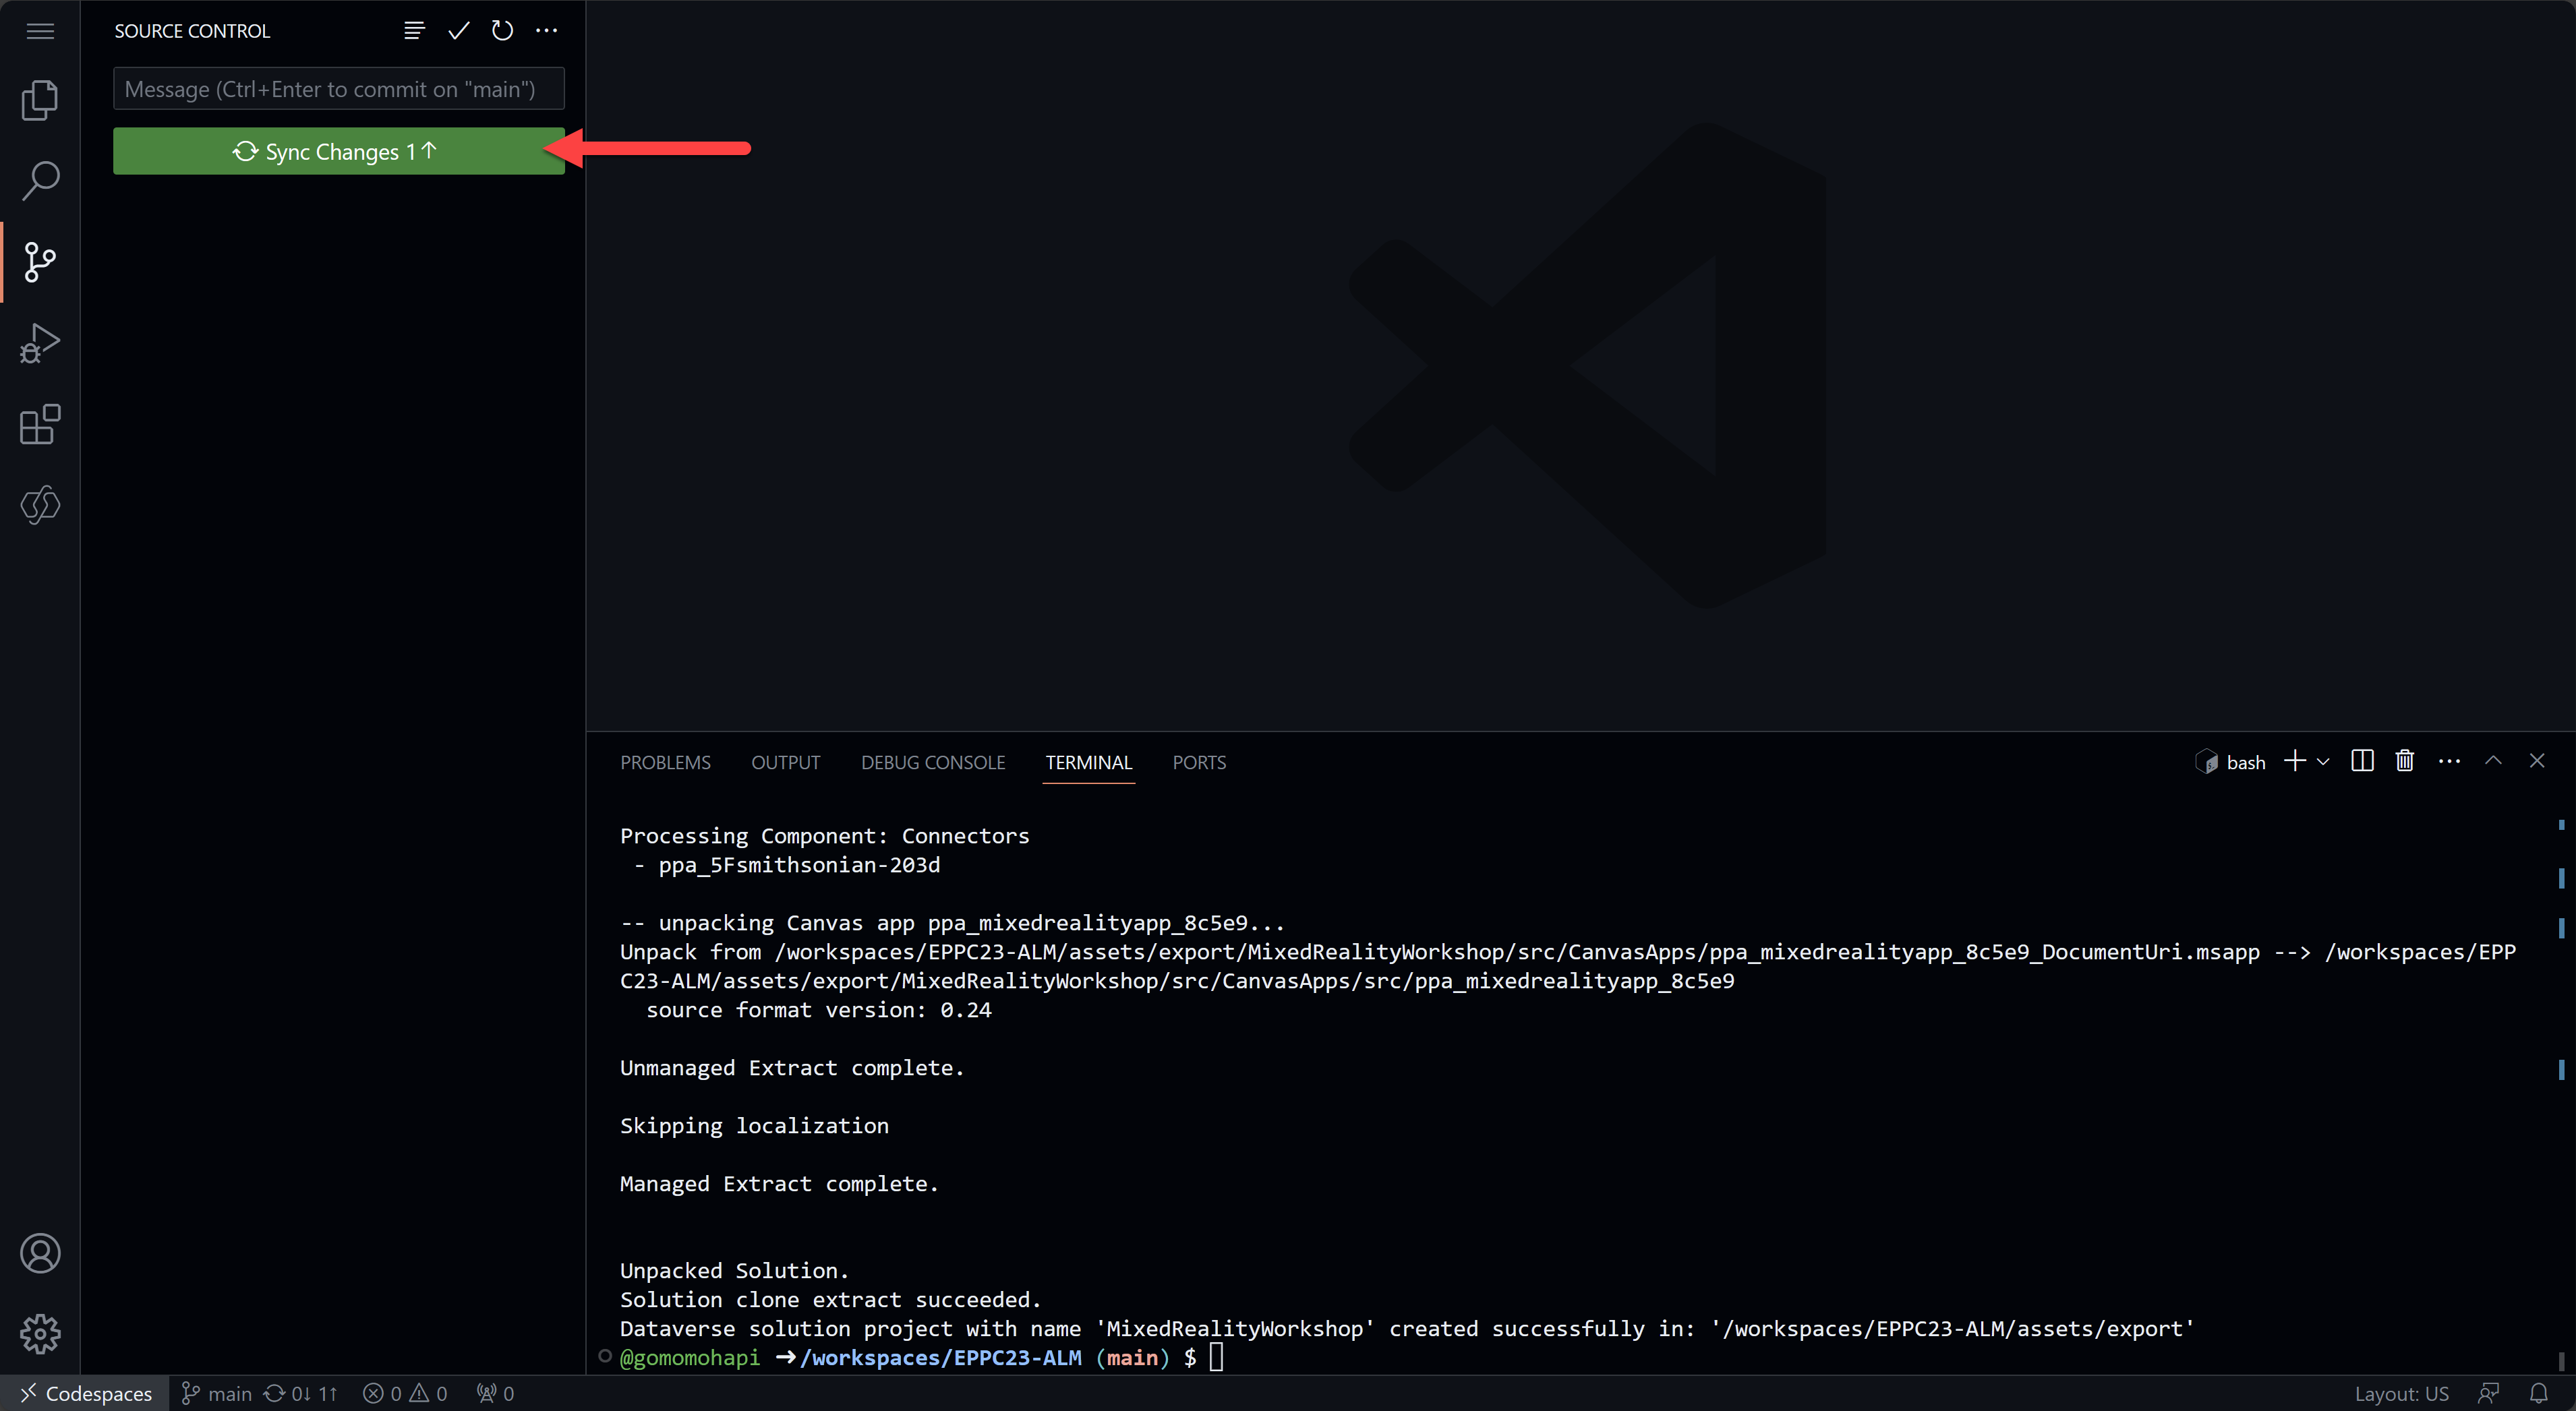 SOURCE CONTROL
Message (Ctrl+Enter to commit on "main")
Sync Changes 1↑
PROBLEMS OUTPUT DEBUG CONSOLE TERMINAL PORTS
bash
Processing Component: Connectors
- ppa_5Fsmithsonian-203d
-- unpacking Canvas app ppa_mixedrealityapp_8c5e9...
Unpack from /workspaces/EPPC23-ALM/assets/export/MixedRealityWorkshop/src/CanvasApps/ppa_mixedrealityapp_8c5e9_DocumentUri.msapp --> /workspaces/EPP
C23-ALM/assets/export/MixedRealityWorkshop/src/CanvasApps/src/ppa_mixedrealityapp_8c5e9
source format version: 0.24
Unmanaged Extract complete.
Skipping localization
Managed Extract complete.
Unpacked Solution.
Solution clone extract succeeded.
Dataverse solution project with name 'MixedRealityWorkshop' created successfully in: '/workspaces/EPPC23-ALM/assets/export'
@gomomohapi ➜/workspaces/EPPC23-ALM (main) $
Codespaces main 0↓ 1↑ 0 0 0 Layout: US